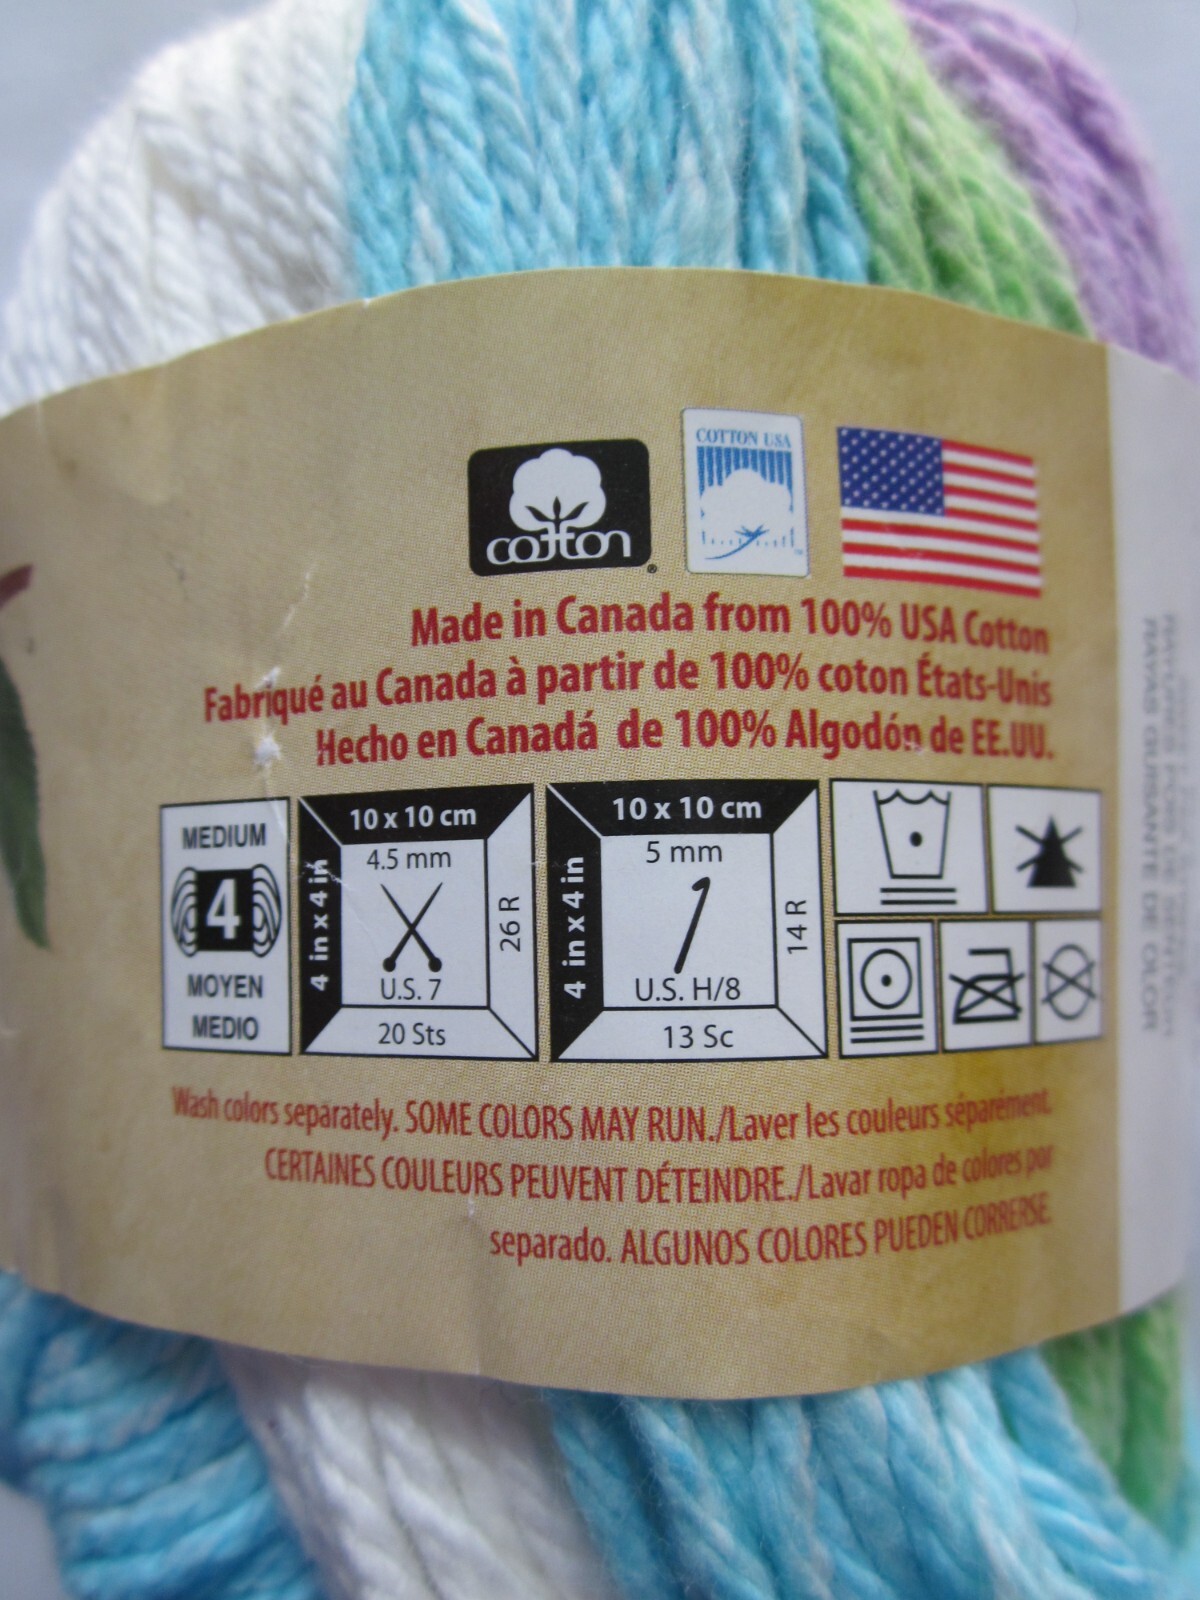 cotton
COTTON USA
Made in Canada from 100% USA Cotton
Fabriqué au Canada à partir de 100% coton États-Unis
Hecho en Canadá de 100% Algodón de EE.UU.
MEDIUM
4
MOYEN
MEDIO
10 x 10 cm
4 in x 4 in
4.5 mm
U.S. 7
26 R
20 Sts
10 x 10 cm
4 in x 4 in
5 mm
U.S. H/8
14 R
13 Sc
Wash colors separately. SOME COLORS MAY RUN./Laver les couleurs séparément.
CERTAINES COULEURS PEUVENT DÉTEINDRE./Lavar ropa de colores por
separado. ALGUNOS COLORES PUEDEN CORRERSE.